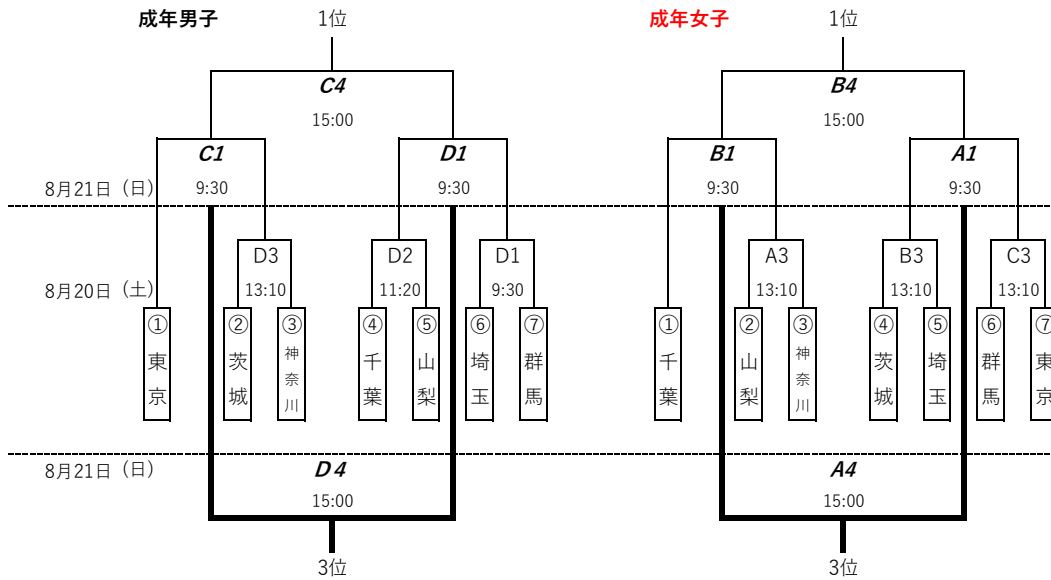 成年男子 1位 成年女子 1位
C4 B4
15:00 15:00
C1 D1 B1 A1
8月21日（日） 9:30 9:30 9:30 9:30
D3 D2 D1 A3 B3 C3
8月20日（土） 13:10 11:20 9:30 13:10 13:10 13:10
① ② ③ ④ ⑤ ⑥ ⑦ ① ② ③ ④ ⑤ ⑥ ⑦
東京 茨城 神奈川 千葉 山梨 埼玉 群馬 千葉 山梨 神奈川 茨城 埼玉 群馬 東京
8月21日（日） D4 A4
15:00 15:00
3位 3位